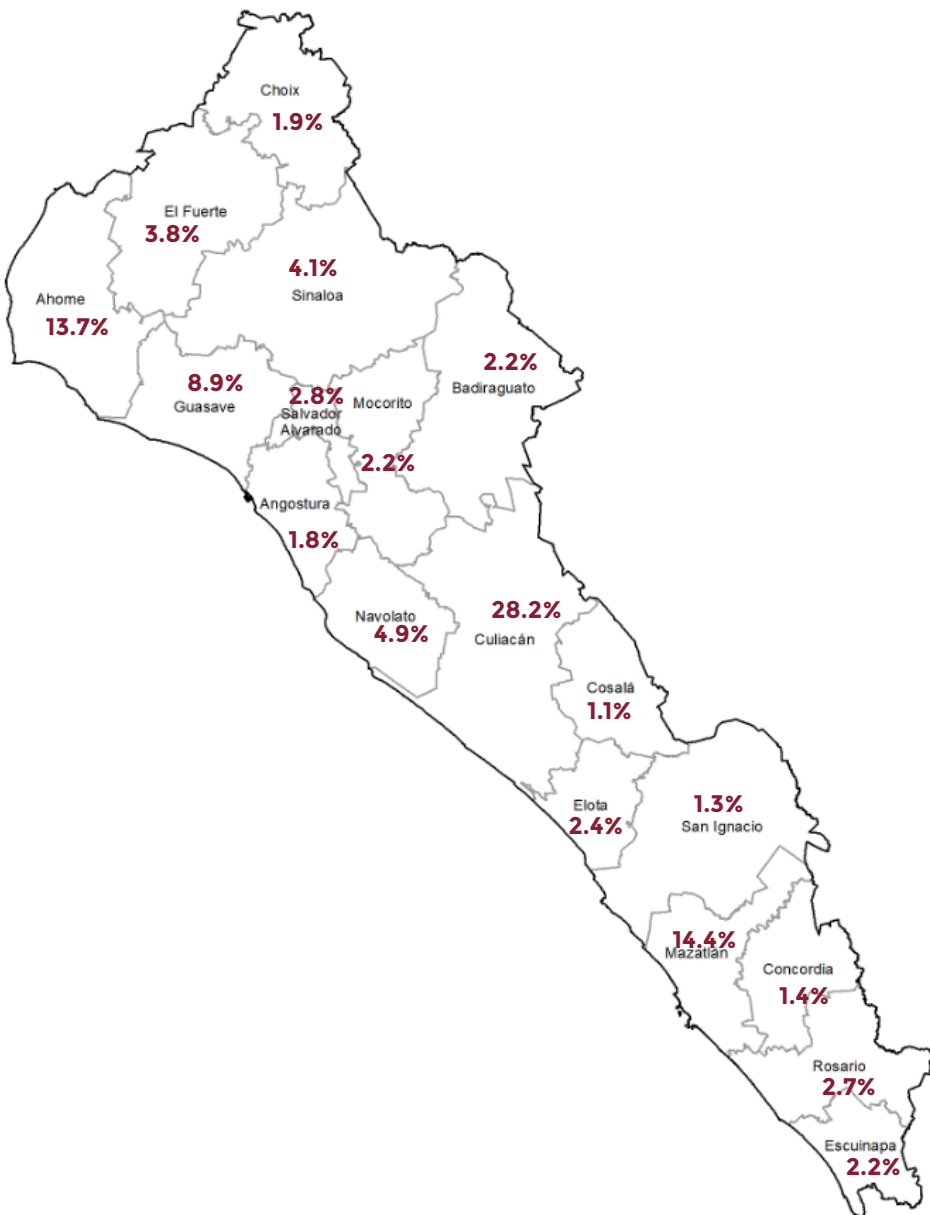 Choix
1.9%
El Fuerte
3.8%
4.1%
Sinaloa
Ahome
13.7%
8.9%
Guasave
2.8%
Salvador
Alvarado
Mocorito
2.2%
2.2%
Badiraguato
Angostura
1.8%
Navolato
4.9%
28.2%
Culiacán
Cosalá
1.1%
Elota
2.4%
1.3%
San Ignacio
14.4%
Mazatlán
Concordia
1.4%
Rosario
2.7%
Escuinapa
2.2%